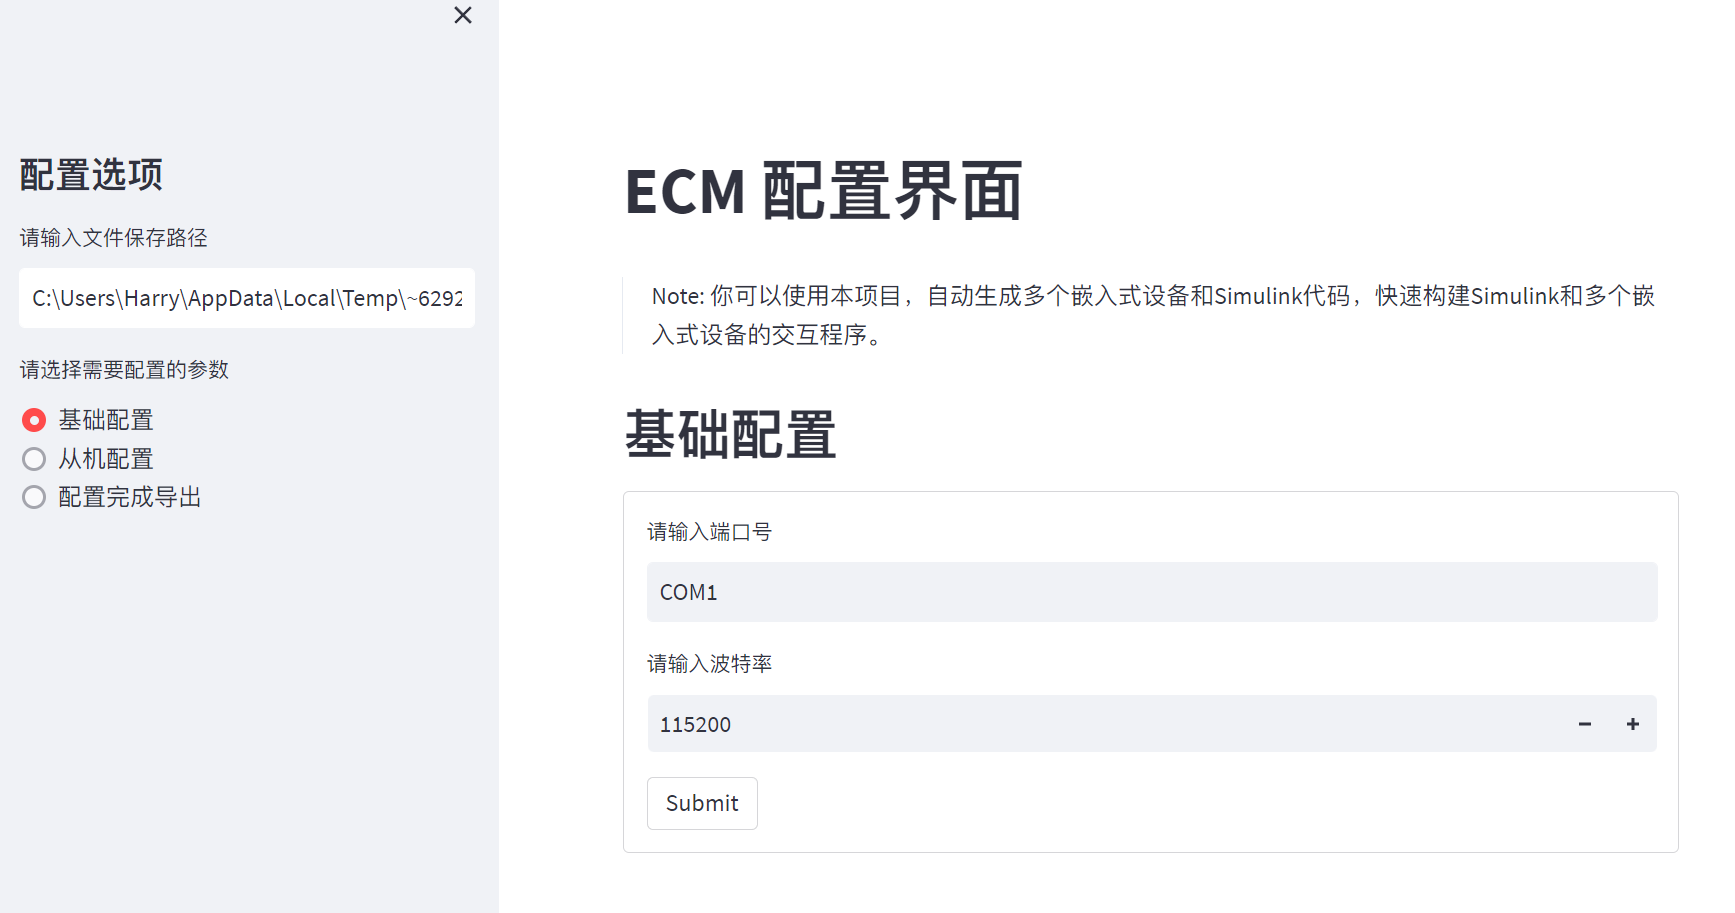 配置选项
请输入文件保存路径
C:\Users\Harry\AppData\Local\Temp\~6292
请选择需要配置的参数
基础配置
从机配置
配置完成导出
ECM 配置界面
Note: 你可以使用本项目，自动生成多个嵌入式设备和Simulink代码，快速构建Simulink和多个嵌
入式设备的交互程序。
基础配置
请输入端口号
COM1
请输入波特率
115200
Submit